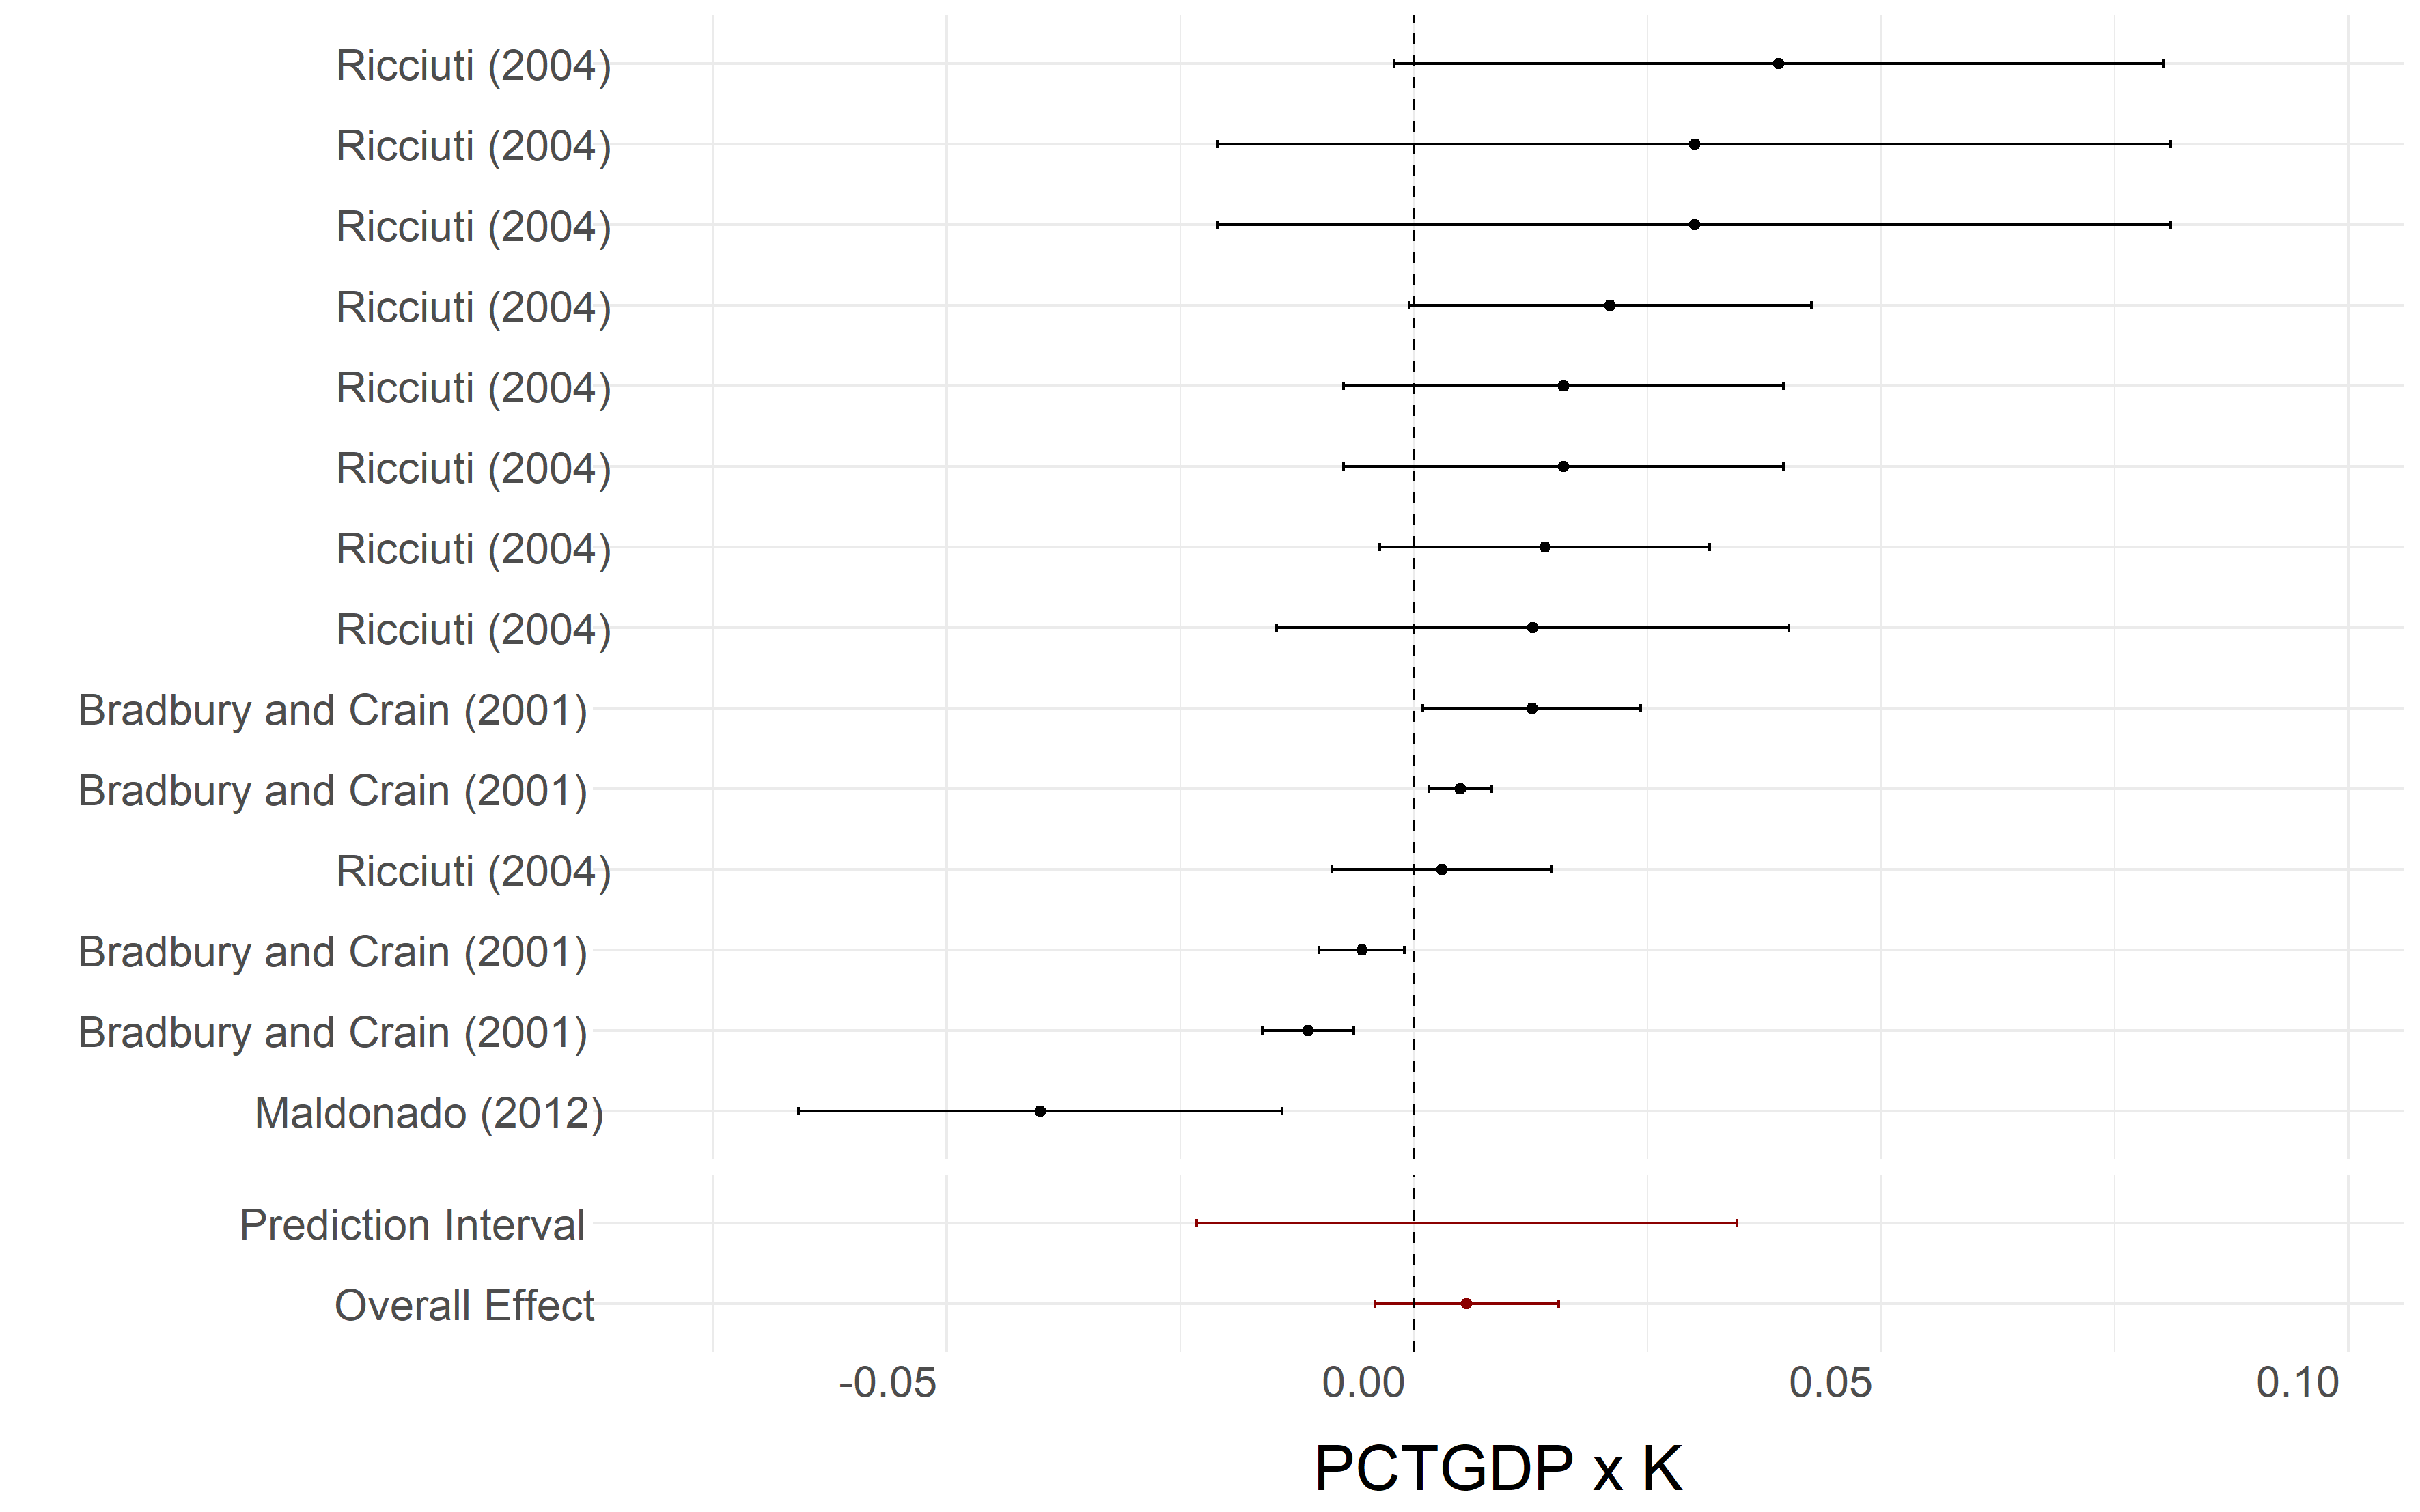 Ricciuti (2004)
Ricciuti (2004)
Ricciuti (2004)
Ricciuti (2004)
Ricciuti (2004)
Ricciuti (2004)
Ricciuti (2004)
Ricciuti (2004)
Bradbury and Crain (2001)
Bradbury and Crain (2001)
Ricciuti (2004)
Bradbury and Crain (2001)
Bradbury and Crain (2001)
Maldonado (2012)
Prediction Interval
Overall Effect
-0.05 0.00 0.05 0.10
PCTGDP x K